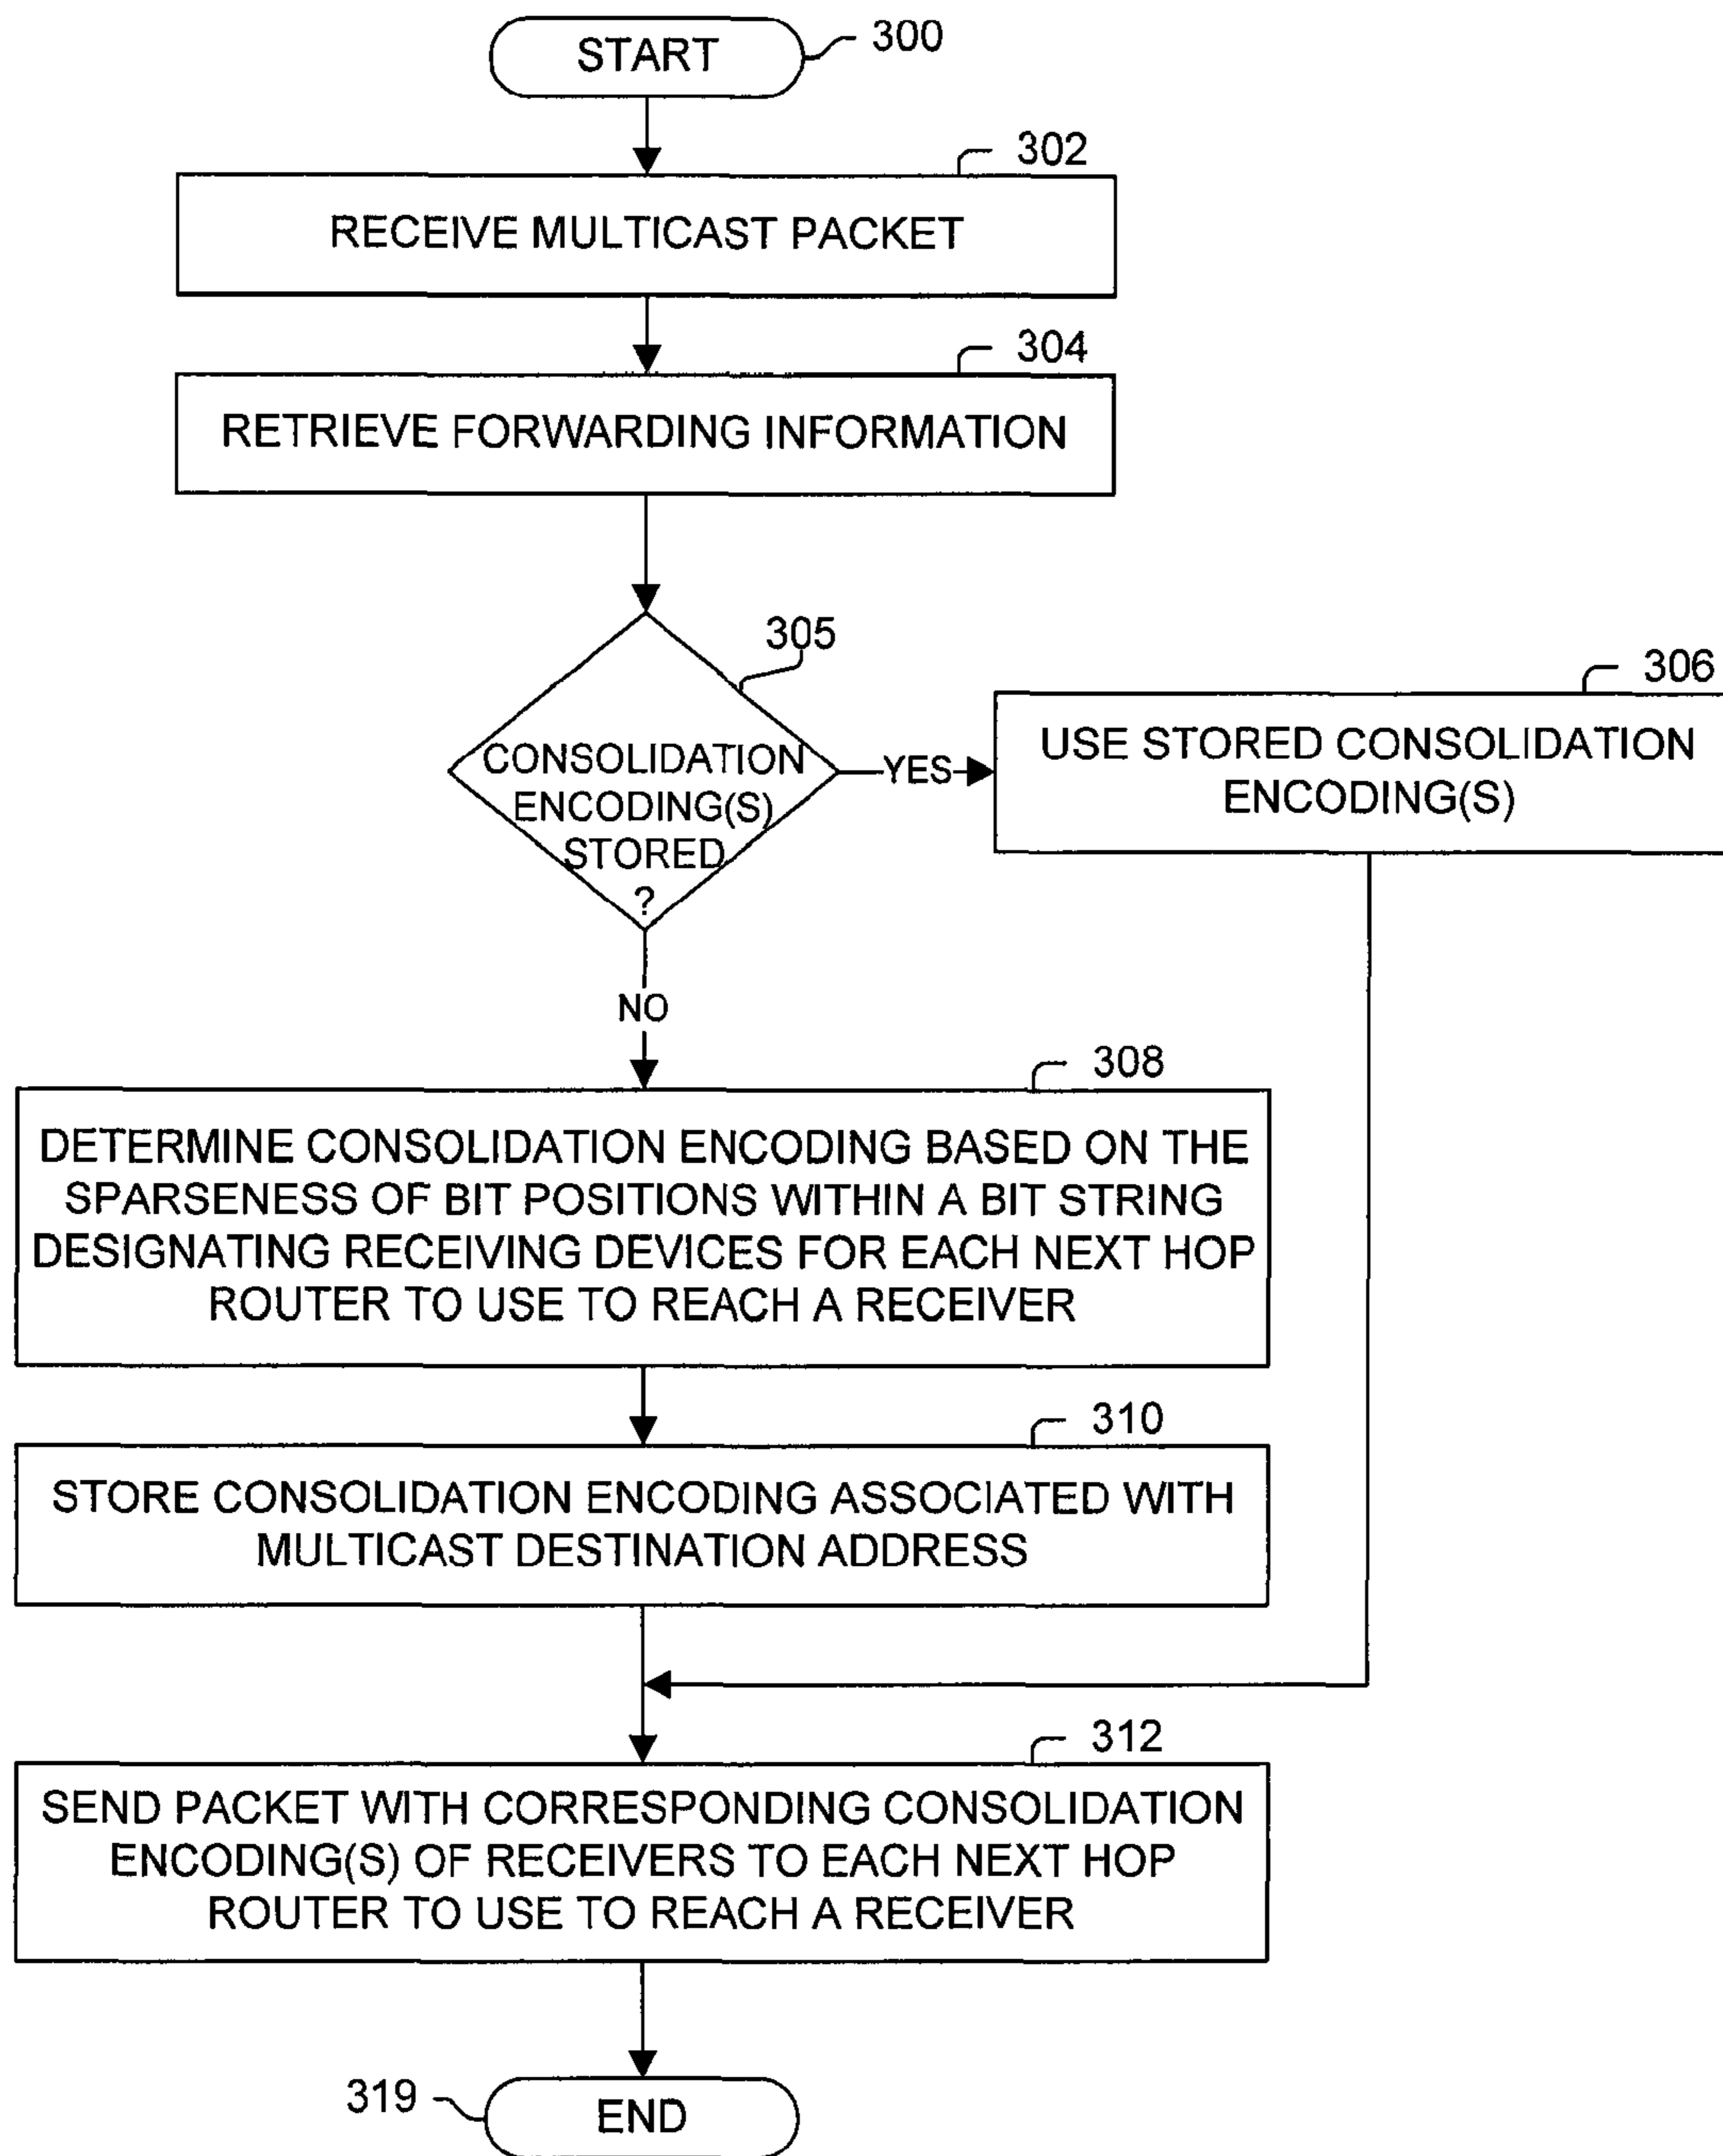 START
300
302
RECEIVE MULTICAST PACKET
304
RETRIEVE FORWARDING INFORMATION
305
CONSOLIDATION
ENCODING(S)
STORED
?
YES
306
USE STORED CONSOLIDATION
ENCODING(S)
NO
308
DETERMINE CONSOLIDATION ENCODING BASED ON THE
SPARSENESS OF BIT POSITIONS WITHIN A BIT STRING
DESIGNATING RECEIVING DEVICES FOR EACH NEXT HOP
ROUTER TO USE TO REACH A RECEIVER
310
STORE CONSOLIDATION ENCODING ASSOCIATED WITH
MULTICAST DESTINATION ADDRESS
312
SEND PACKET WITH CORRESPONDING CONSOLIDATION
ENCODING(S) OF RECEIVERS TO EACH NEXT HOP
ROUTER TO USE TO REACH A RECEIVER
319
END